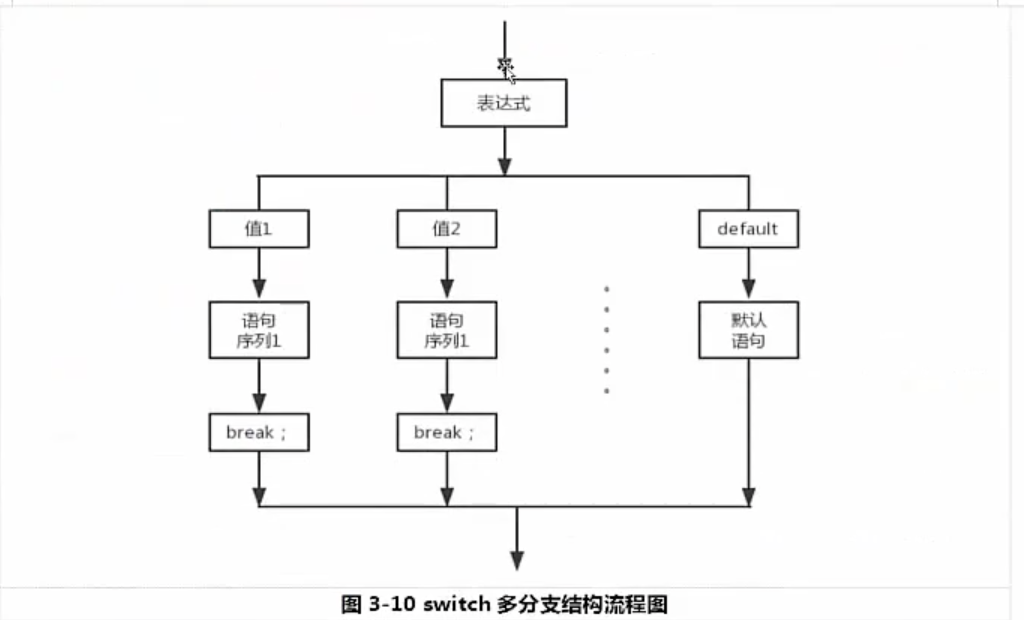 表达式
值1
值2
default
语句
序列1
语句
序列1
默认
语句
break；
break；
图 3-10 switch 多分支结构流程图